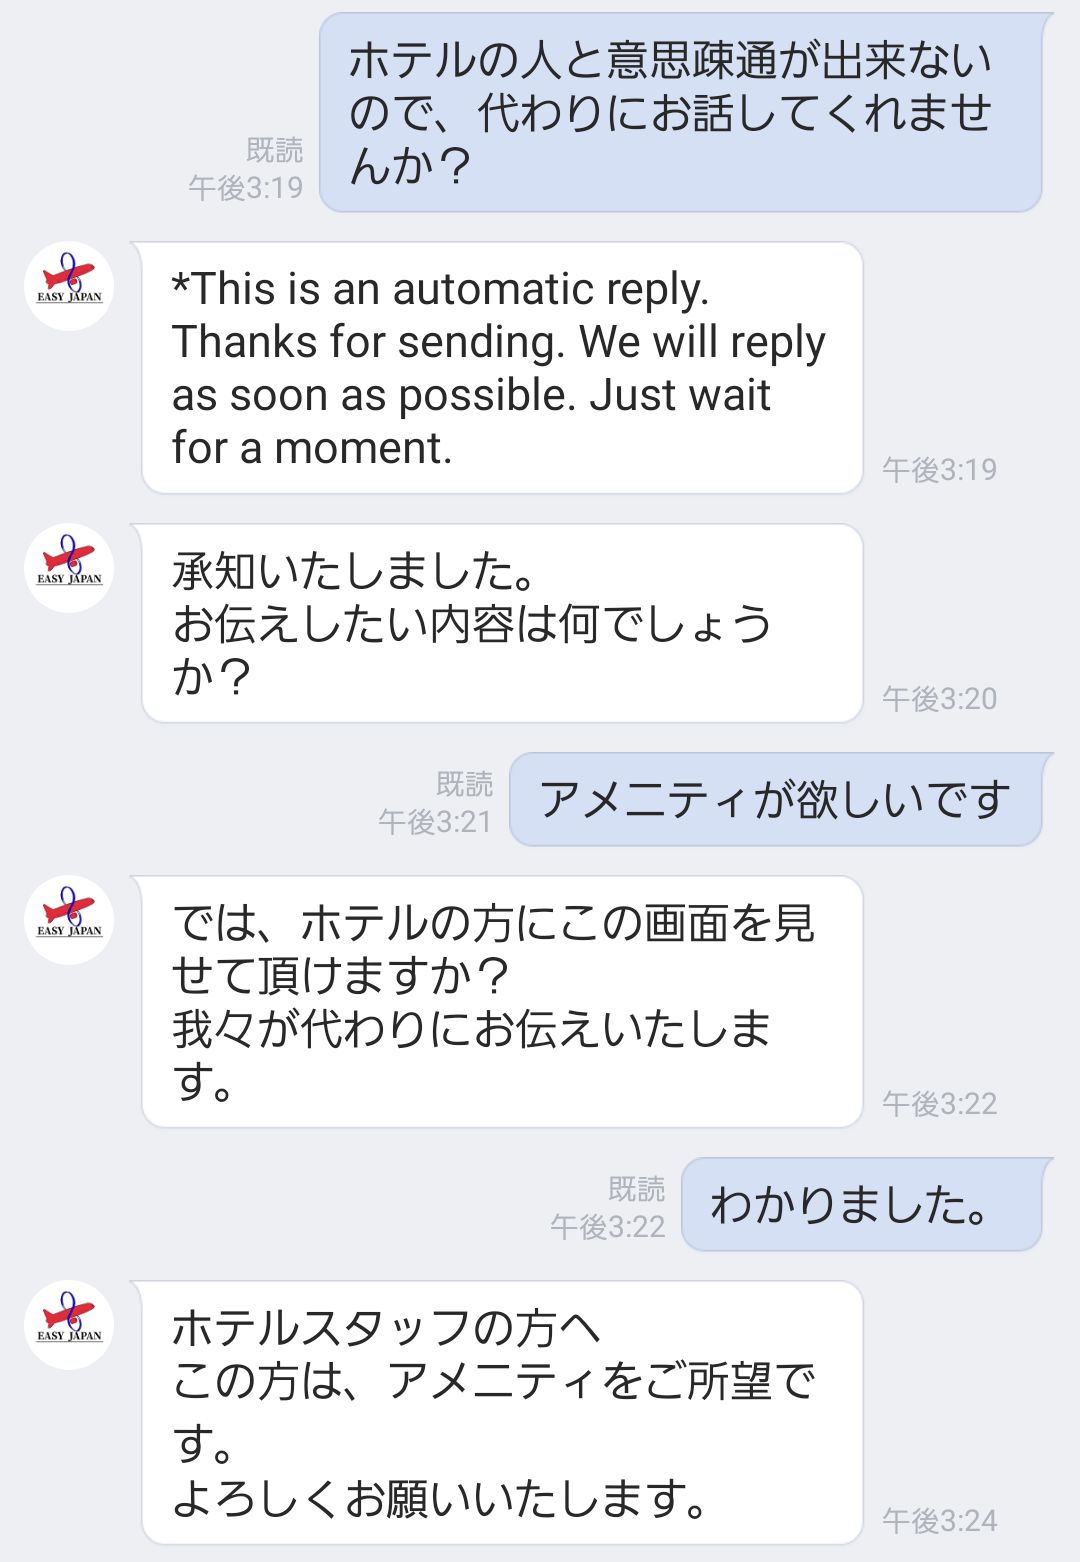 ホテルの人と意思疎通が出来ない
ので、代わりにお話してくれませ
んか？
既読
午後3:19
EASY JAPAN
*This is an automatic reply.
Thanks for sending. We will reply
as soon as possible. Just wait
for a moment.
午後3:19
EASY JAPAN
承知いたしました。
お伝えしたい内容は何でしょう
か？
午後3:20
既読
午後3:21
アメニティが欲しいです
EASY JAPAN
では、ホテルの方にこの画面を見
せて頂けますか？
我々が代わりにお伝えいたしま
す。
午後3:22
既読
午後3:22
わかりました。
EASY JAPAN
ホテルスタッフの方へ
この方は、アメニティをご所望で
す。
よろしくお願いいたします。
午後3:24